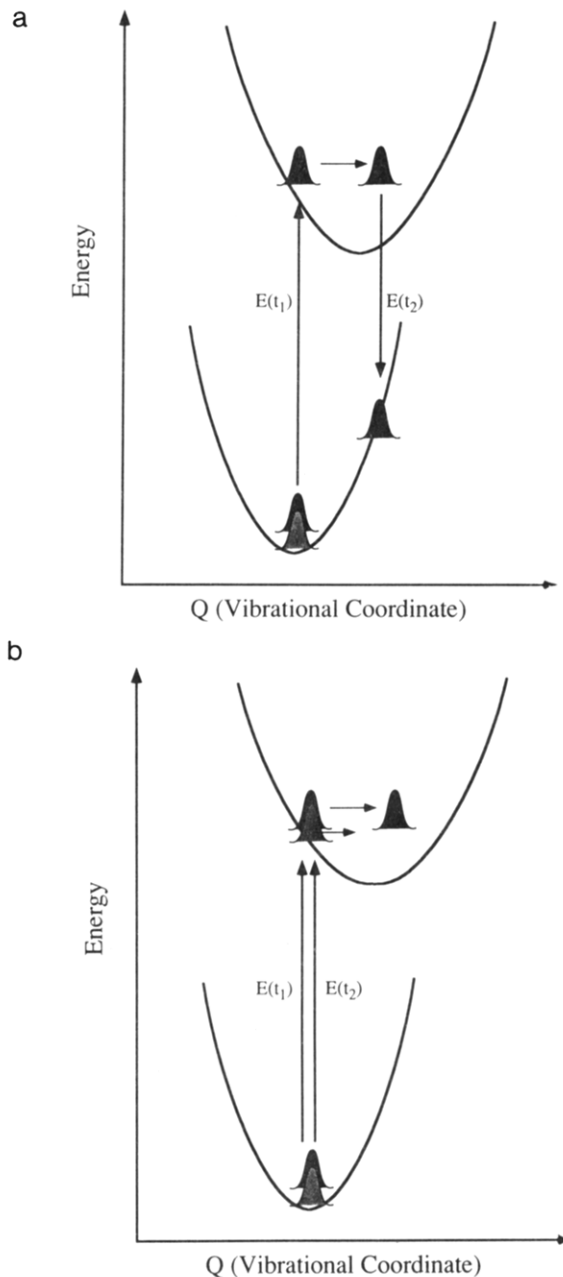 a
Energy
E(t₁)
E(t₂)
Q (Vibrational Coordinate)
b
Energy
E(t₁)
E(t₂)
Q (Vibrational Coordinate)